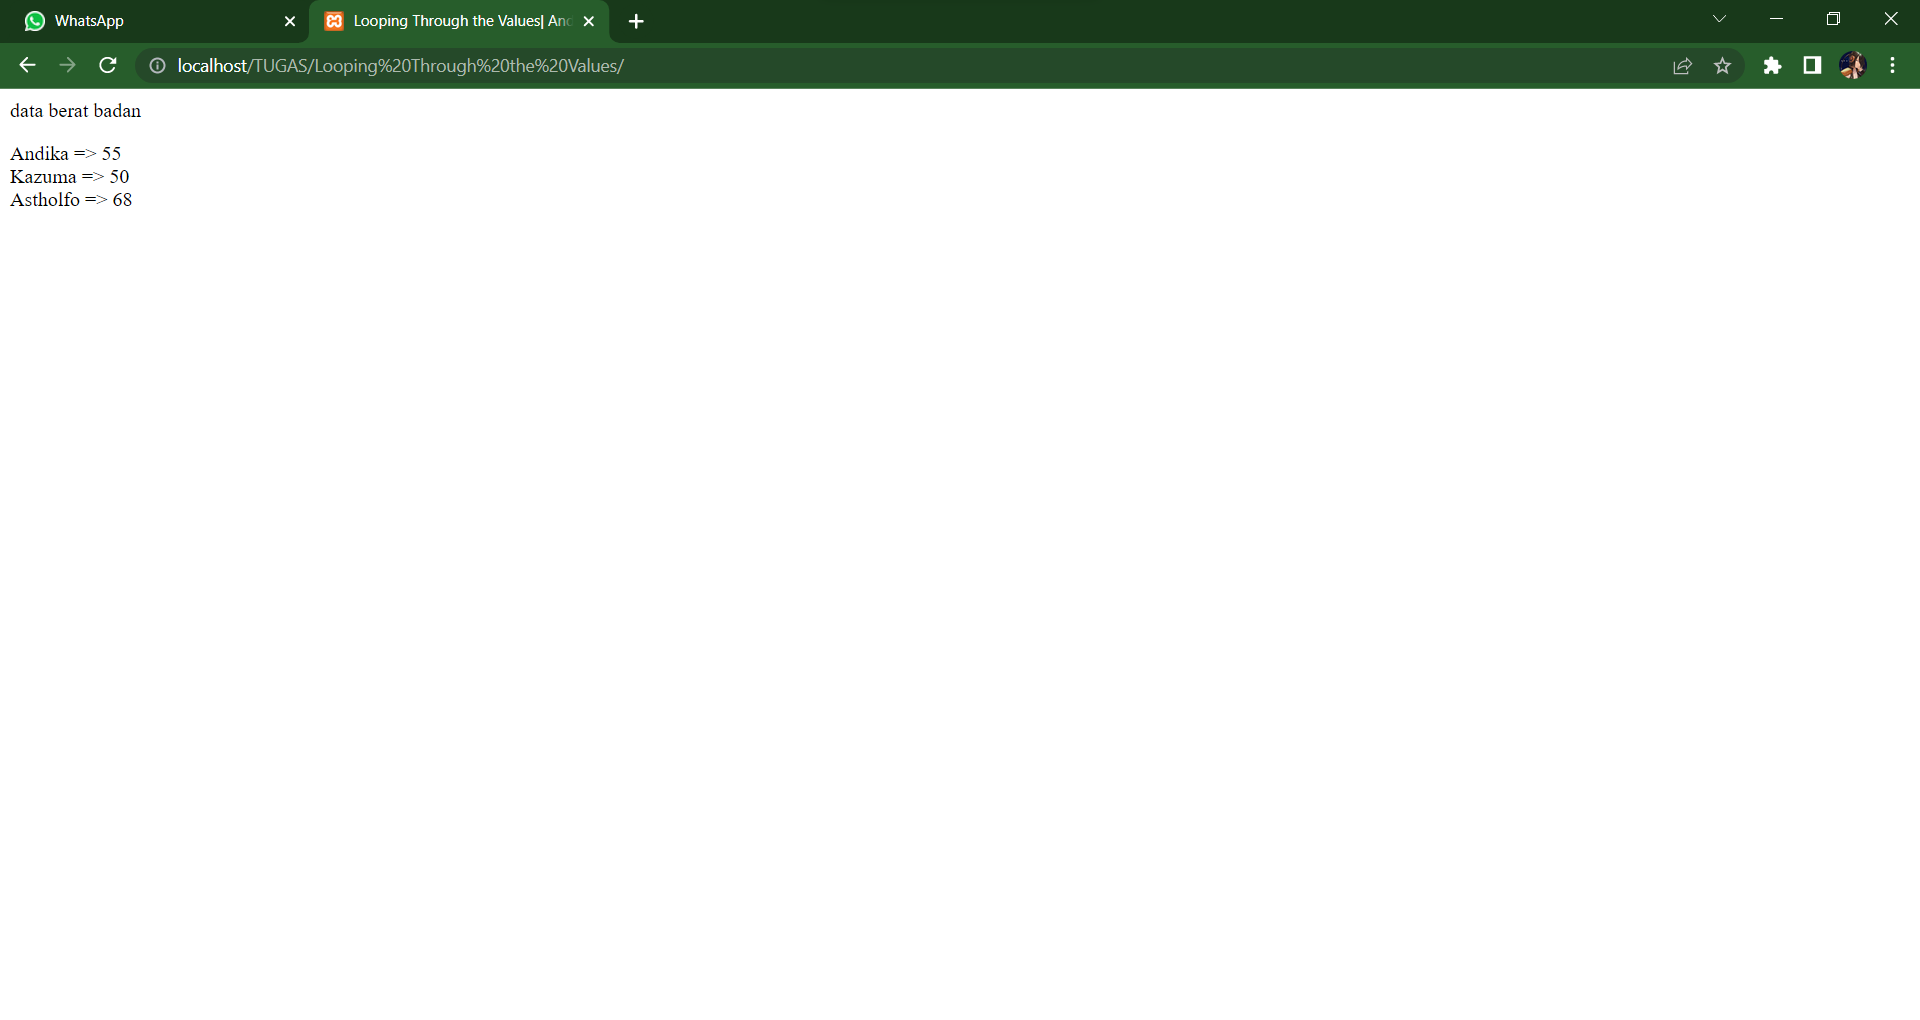 WhatsApp
Looping Through the Values| And
localhost/TUGAS/Looping%20Through%20the%20Values/
data berat badan
Andika => 55
Kazuma => 50
Astholfo => 68